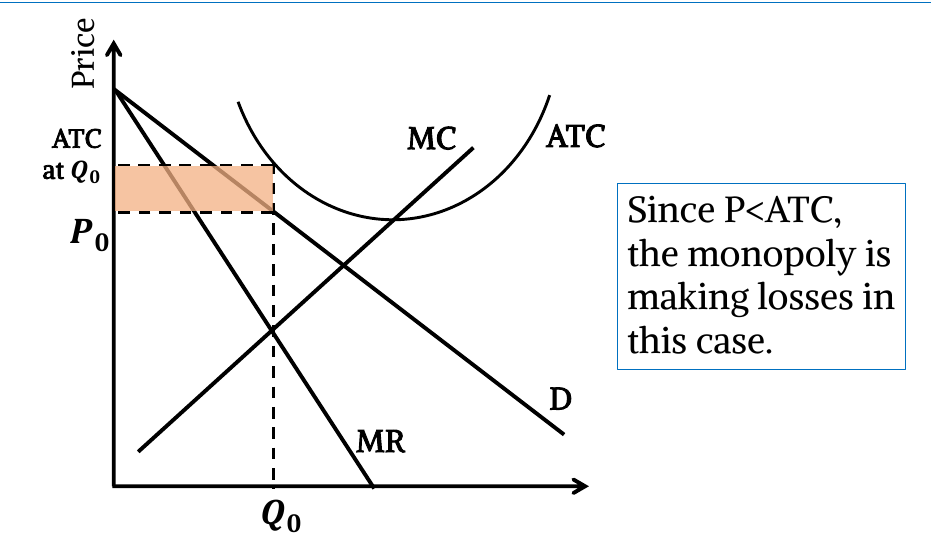 Price
ATC
at Q₀
P₀
MC
ATC
D
MR
Q₀
Since P<ATC,
the monopoly is
making losses in
this case.